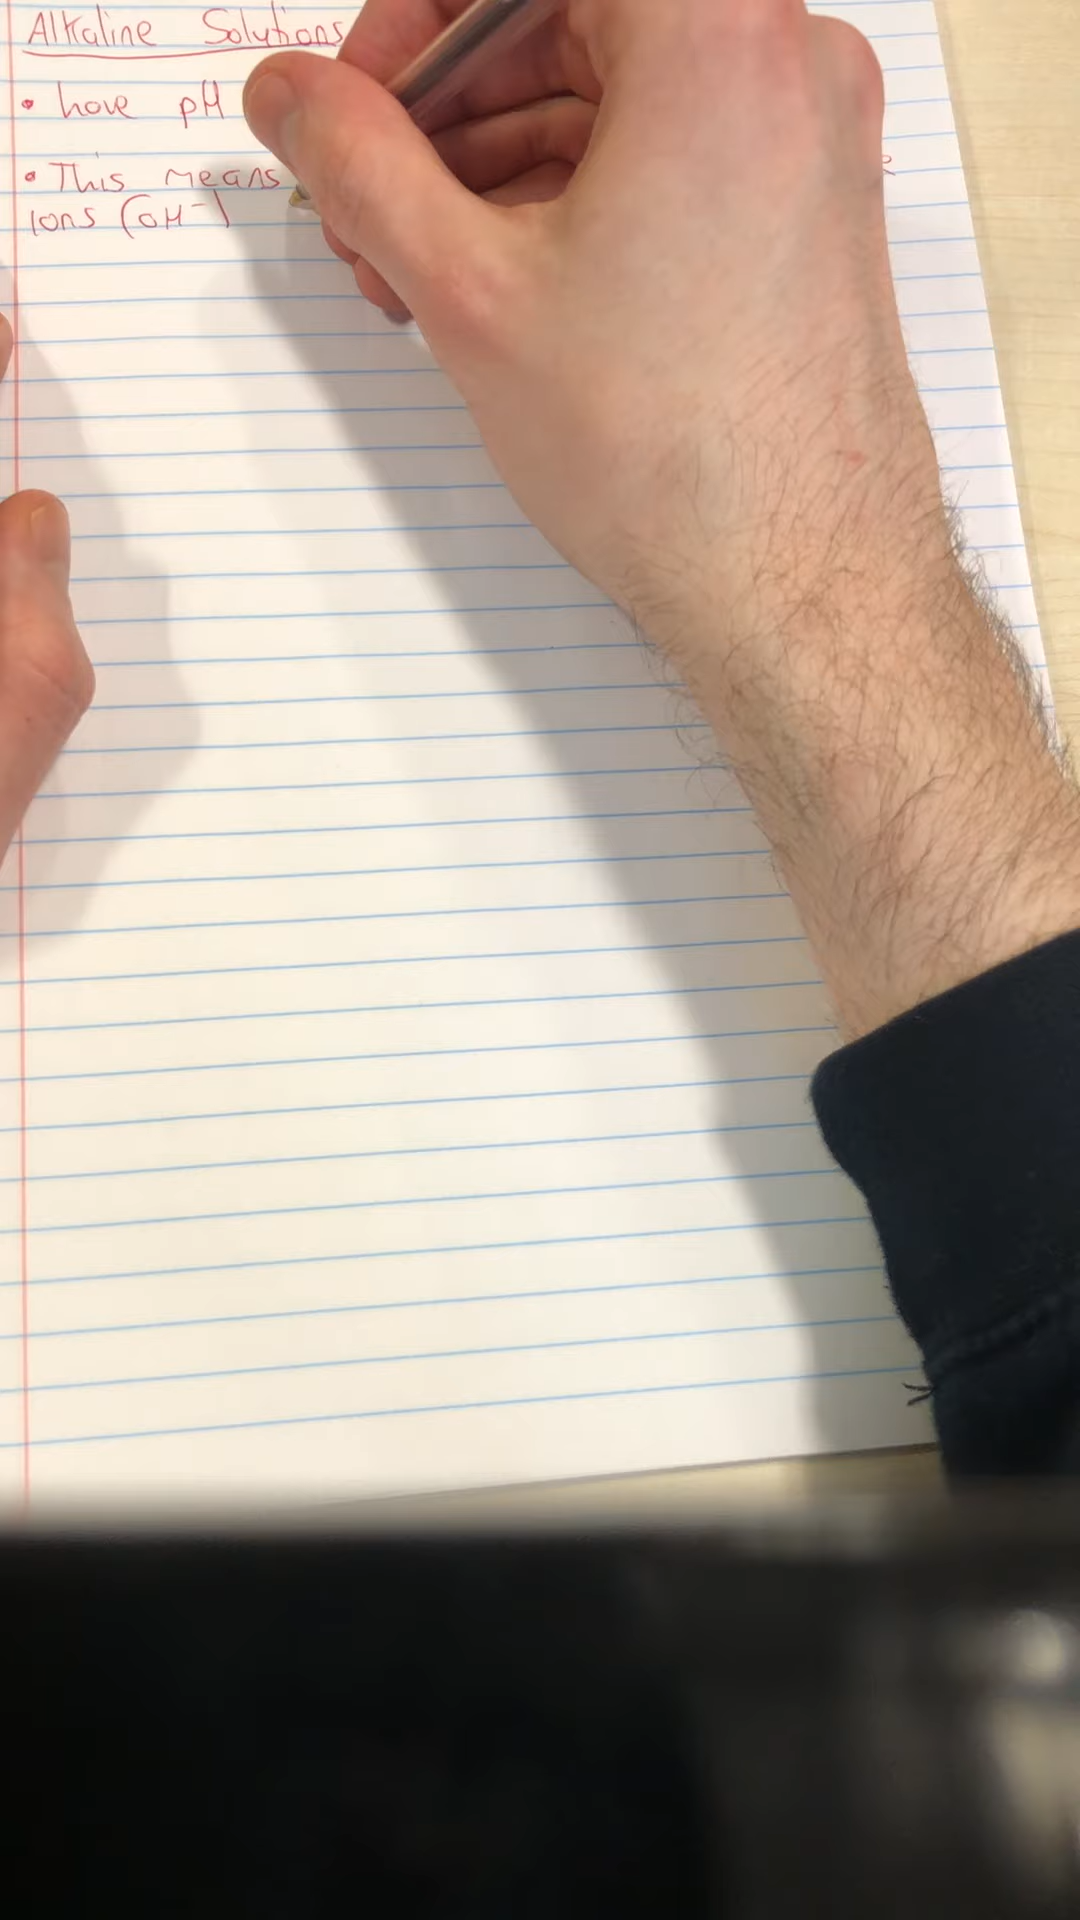 Alkaline Solutions
• have pH
• This means
ions (OH⁻)